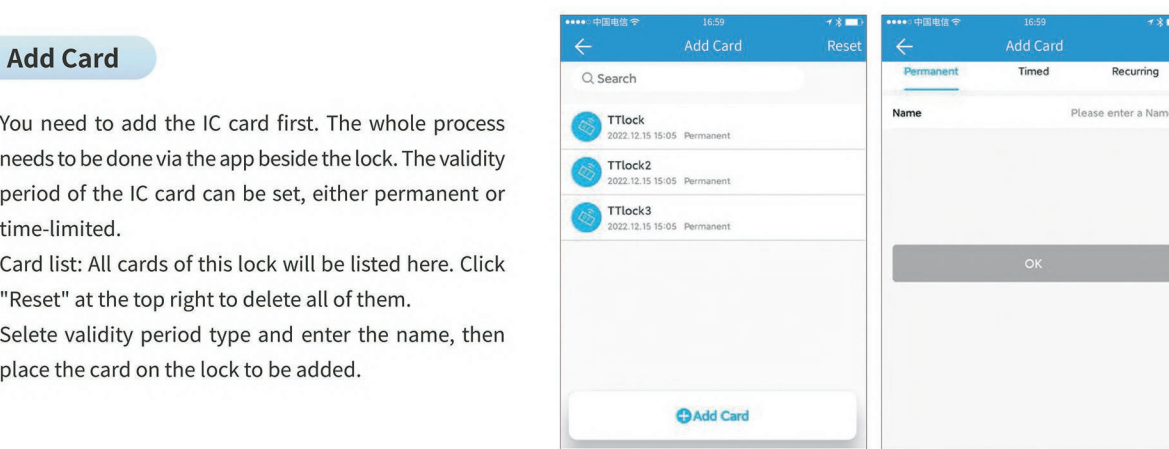 Add Card
You need to add the IC card first. The whole process
needs to be done via the app beside the lock. The validity
period of the IC card can be set, either permanent or
time-limited.
Card list: All cards of this lock will be listed here. Click
"Reset" at the top right to delete all of them.
Selete validity period type and enter the name, then
place the card on the lock to be added.
中国电信 16:59
Add Card Reset
Search
TTlock
2022.12.15 15:05 Permanent
TTlock2
2022.12.15 15:05 Permanent
TTlock3
2022.12.15 15:05 Permanent
Add Card
中国电信 16:59
Add Card
Permanent Timed Recurring
Name Please enter a Name
OK